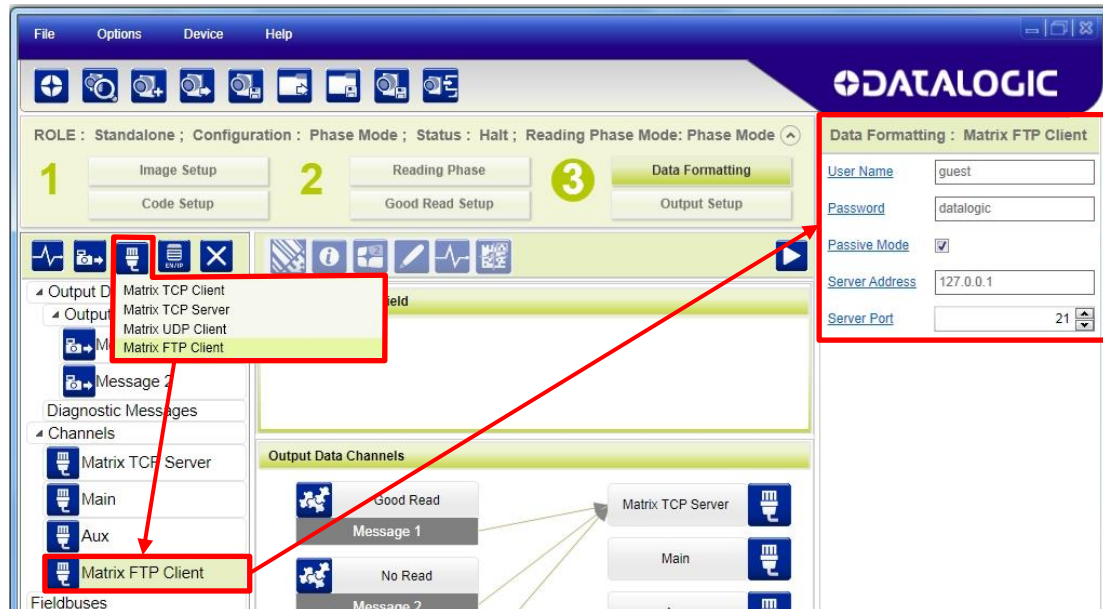 File Options Device Help
DATALOGIC
ROLE : Standalone ; Configuration : Phase Mode ; Status : Halt ; Reading Phase Mode: Phase Mode
1 Image Setup 2 Reading Phase 3 Data Formatting
Code Setup Good Read Setup Output Setup
EN/IP
Matrix TCP Client
Matrix TCP Server
Matrix UDP Client
Matrix FTP Client
Output D
Output
M
Message 2
Diagnostic Messages
Channels
Matrix TCP Server
Main
Aux
Matrix FTP Client
Fieldbuses
ield
Output Data Channels
Good Read
Message 1
No Read
Message 2
Matrix TCP Server
Main
Data Formatting : Matrix FTP Client
User Name guest
Password datalogic
Passive Mode
Server Address 127.0.0.1
Server Port 21